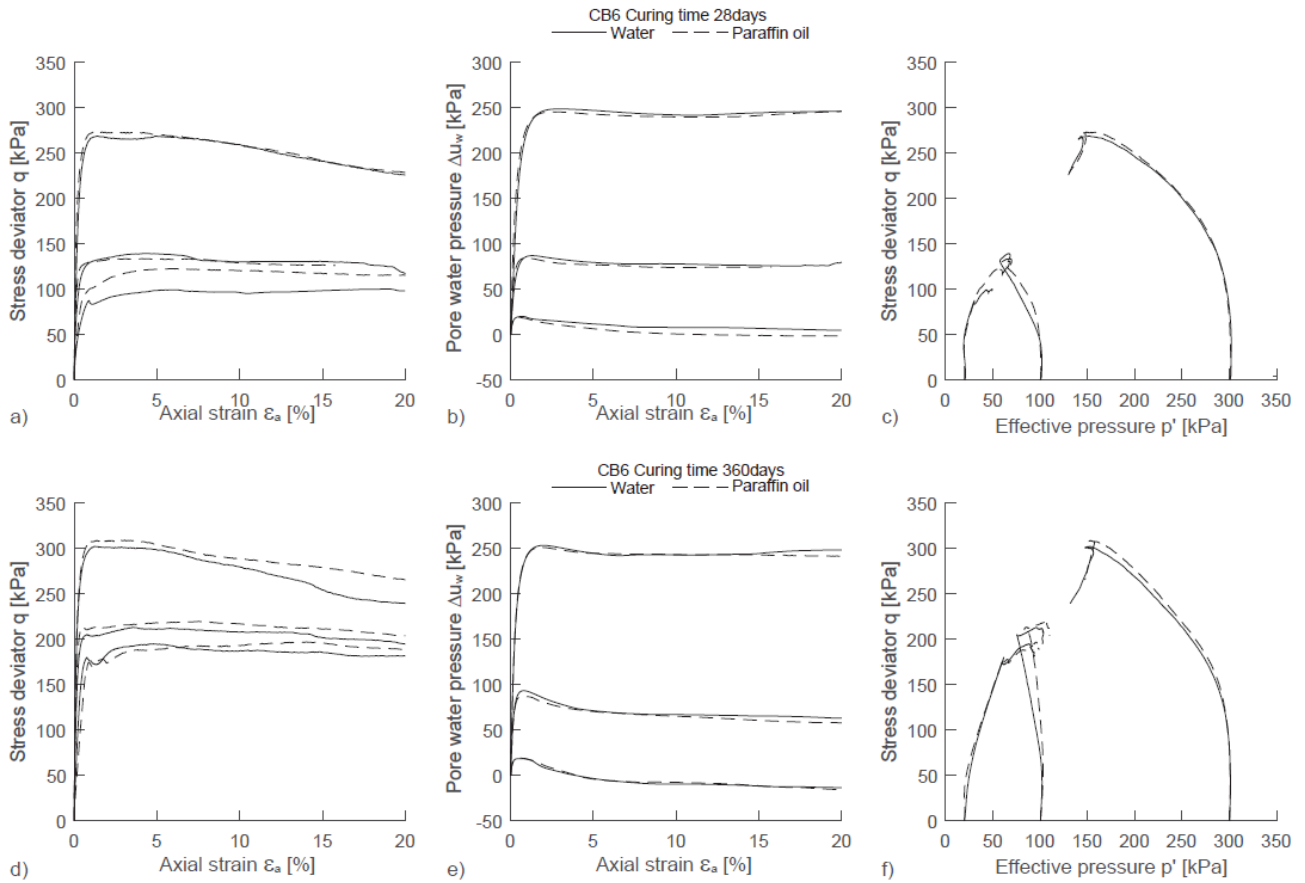 CB6 Curing time 28days
Water Paraffin oil
350
300
250
200
150
100
50
0
Stress deviator q [kPa]
0 5 10 15 20
Axial strain εₐ [%]
a)
350
300
250
200
150
100
50
0
-50
Pore water pressure Δu_w [kPa]
0 5 10 15 20
Axial strain εₐ [%]
b)
350
300
250
200
150
100
50
0
Stress deviator q [kPa]
0 50 100 150 200 250 300 350
Effective pressure p' [kPa]
c)
CB6 Curing time 360days
Water Paraffin oil
350
300
250
200
150
100
50
0
Stress deviator q [kPa]
0 5 10 15 20
Axial strain εₐ [%]
d)
300
250
200
150
100
50
0
-50
Pore water pressure Δu_w [kPa]
0 5 10 15 20
Axial strain εₐ [%]
e)
350
300
250
200
150
100
50
0
Stress deviator q [kPa]
0 50 100 150 200 250 300 350
Effective pressure p' [kPa]
f)